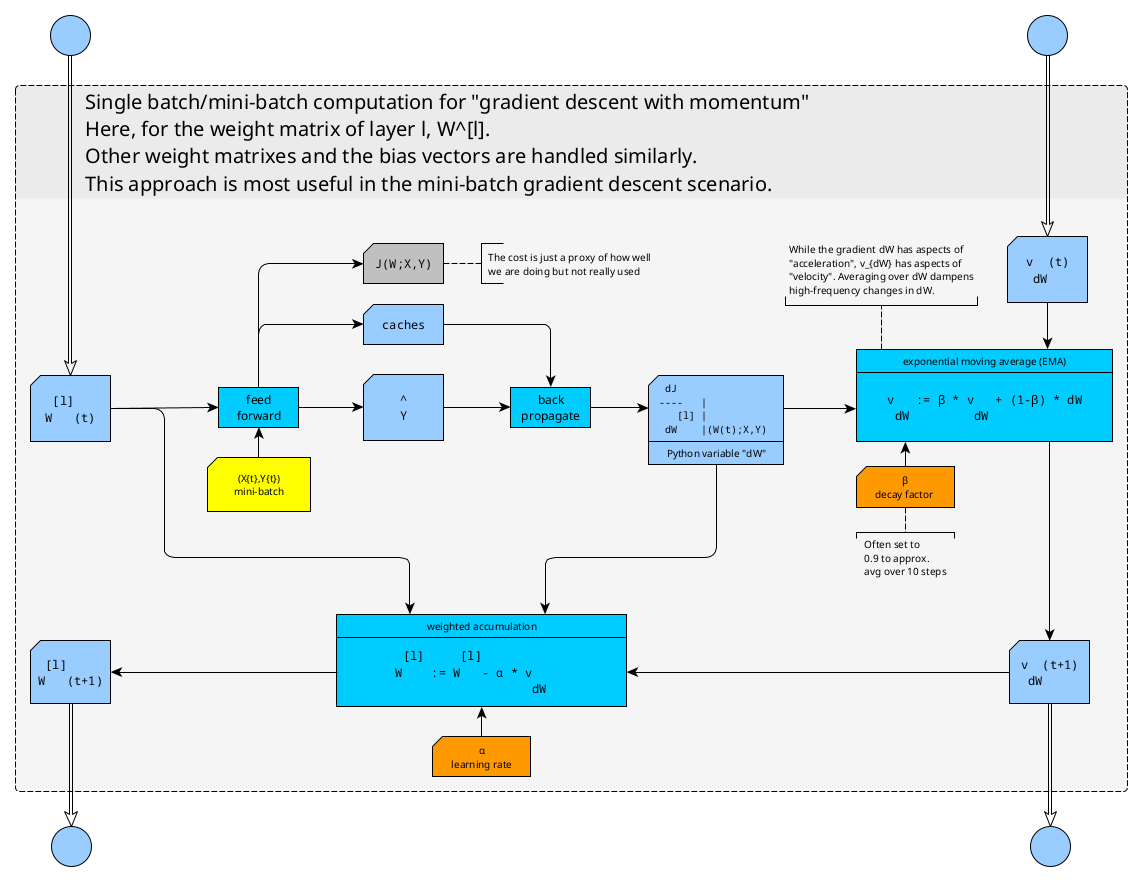 Single batch/mini-batch computation for "gradient descent with momentum"
Here, for the weight matrix of layer l, W^[l].
Other weight matrixes and the bias vectors are handled similarly.
This approach is most useful in the mini-batch gradient descent scenario.
J(W;X,Y)
The cost is just a proxy of how well
we are doing but not really used
While the gradient dW has aspects of
"acceleration", v_{dW} has aspects of
"velocity". Averaging over dW dampens
high-frequency changes in dW.
v (t)
dW
caches
[l]
W (t)
feed
forward
^
Y
back
propagate
dJ
---- |
[l] |
dW |(W(t);X,Y)
Python variable "dW"
exponential moving average (EMA)
v := β * v + (1-β) * dW
dW dW
(X{t},Y{t})
mini-batch
β
decay factor
Often set to
0.9 to approx.
avg over 10 steps
weighted accumulation
[l] [l]
W := W - α * v
dW
[l]
W (t+1)
v (t+1)
dW
α
learning rate